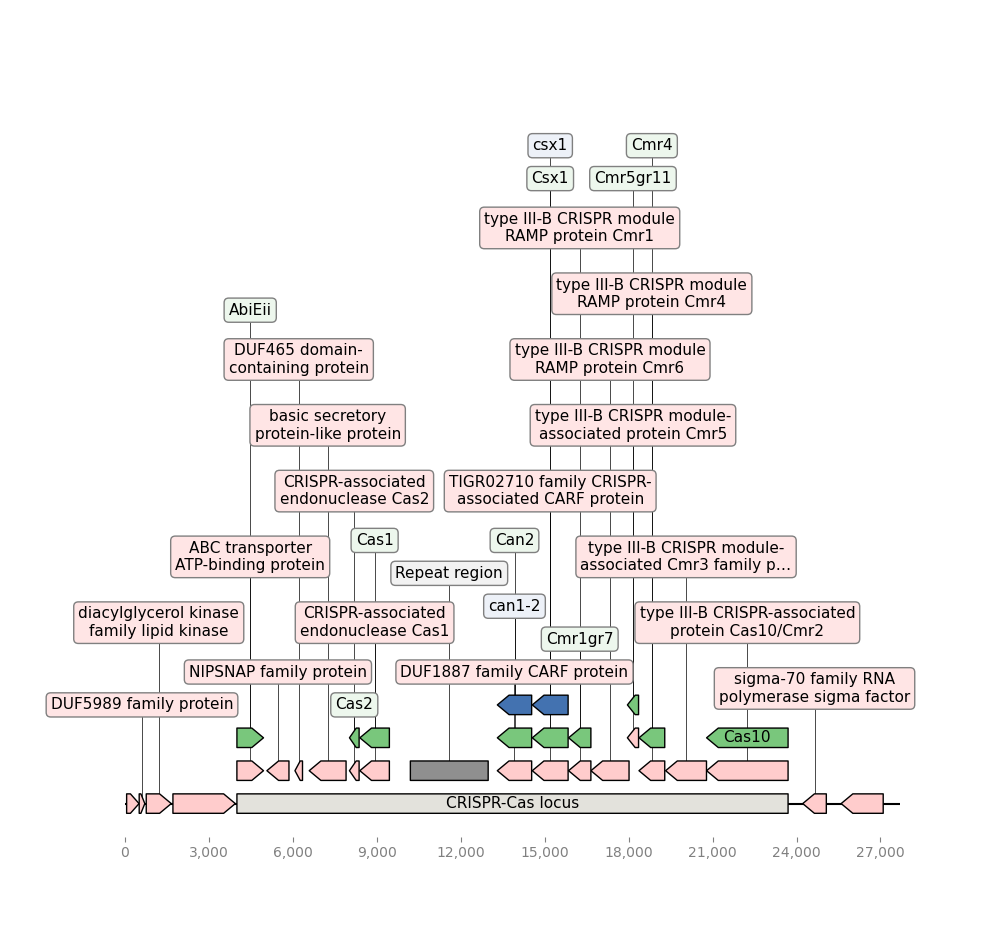 csx1
Cmr4
Csx1
Cmr5gr11
type III-B CRISPR module
RAMP protein Cmr1
type III-B CRISPR module
RAMP protein Cmr4
AbiEii
DUF465 domain-
containing protein
type III-B CRISPR module
RAMP protein Cmr6
basic secretory
protein-like protein
type III-B CRISPR module-
associated protein Cmr5
CRISPR-associated
endonuclease Cas2
TIGR02710 family CRISPR-
associated CARF protein
Cas1
Can2
ABC transporter
ATP-binding protein
type III-B CRISPR module-
associated Cmr3 family p...
Repeat region
can1-2
diacylglycerol kinase
family lipid kinase
CRISPR-associated
endonuclease Cas1
type III-B CRISPR-associated
protein Cas10/Cmr2
Cmr1gr7
NIPSNAP family protein
DUF1887 family CARF protein
sigma-70 family RNA
polymerase sigma factor
DUF5989 family protein
Cas2
Cas10
CRISPR-Cas locus
0
3,000
6,000
9,000
12,000
15,000
18,000
21,000
24,000
27,000